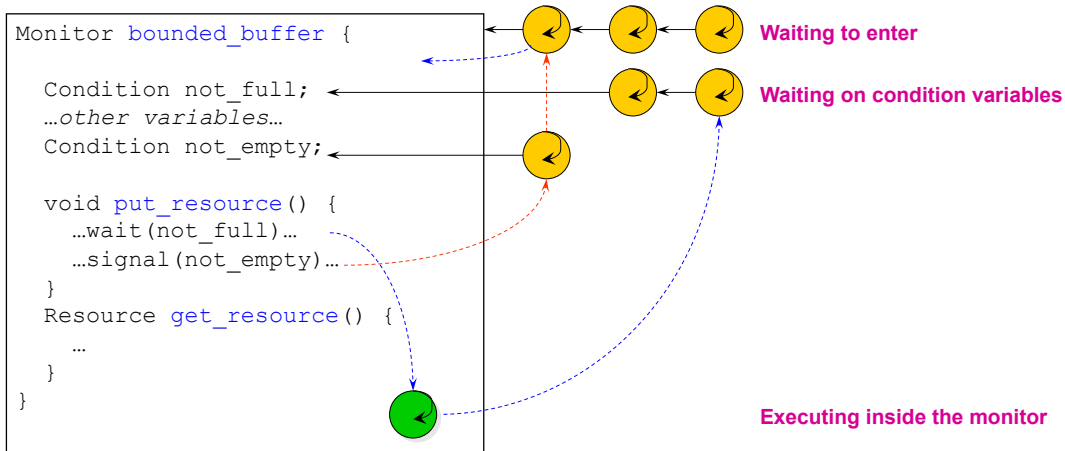 Monitor bounded_buffer {
Waiting to enter
Condition not_full;
Waiting on condition variables
…other variables…
Condition not_empty;
void put_resource() {
…wait(not_full)…
…signal(not_empty)…
}
Resource get_resource() {
…
}
}
Executing inside the monitor